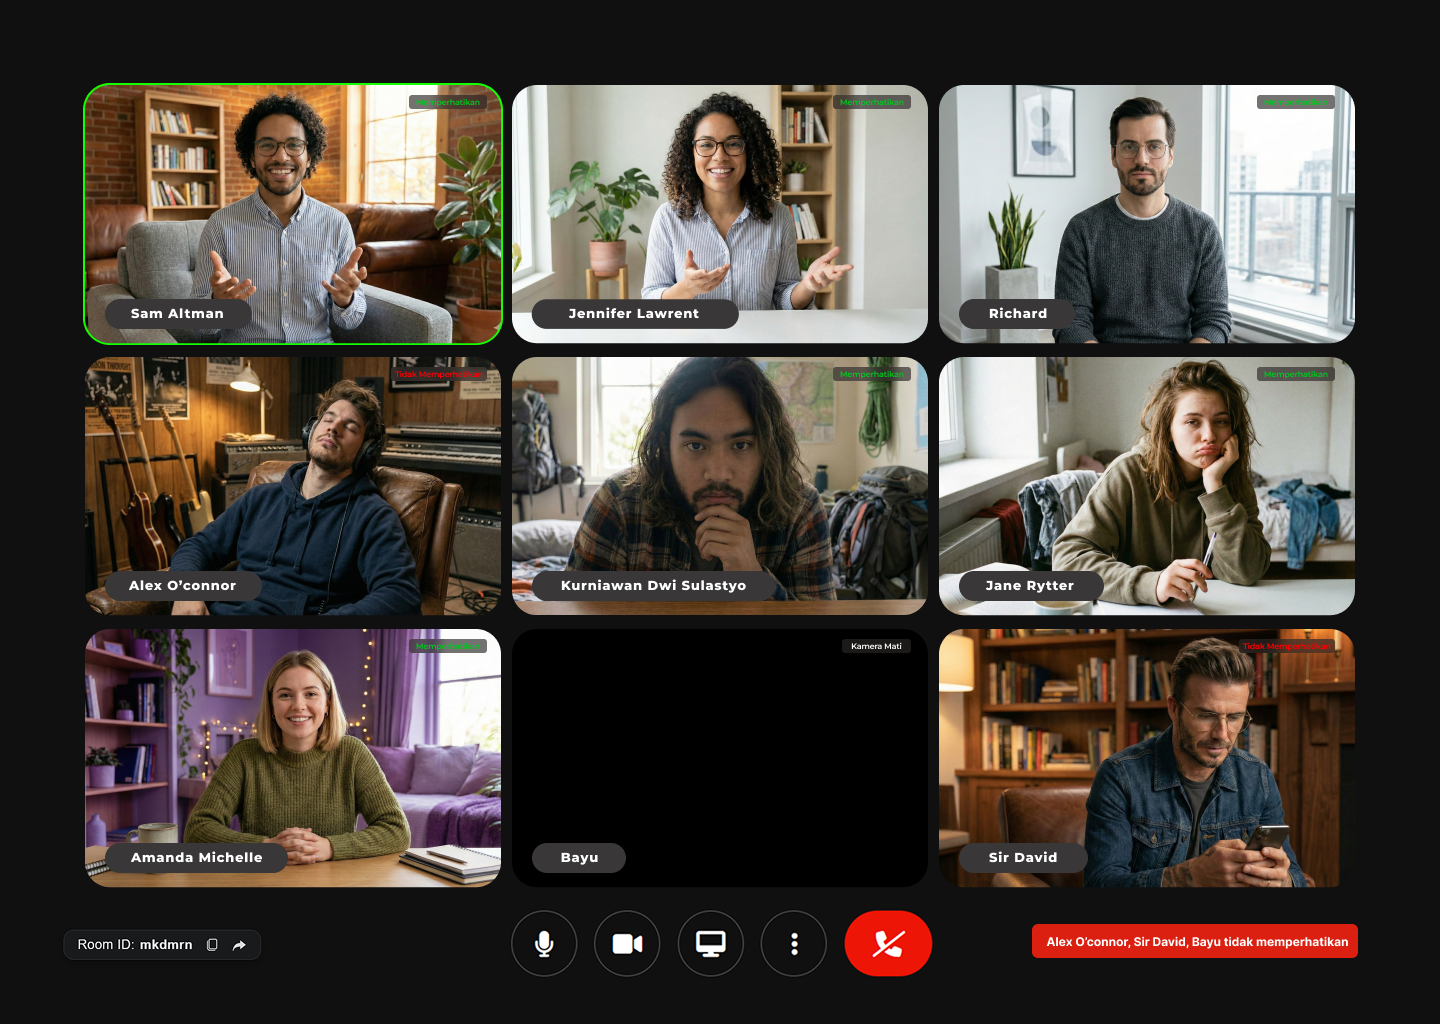 Memperhatikan
Memperhatikan
Memperhatikan
Sam Altman
Jennifer Lawrent
Richard
Tidak Memperhatikan
Memperhatikan
Memperhatikan
Alex O’connor
Kurniawan Dwi Sulastyo
Jane Rytter
Memperhatikan
Kamera Mati
Tidak Memperhatikan
Amanda Michelle
Bayu
Sir David
Room ID: mkdmrn
Alex O’connor, Sir David, Bayu tidak memperhatikan